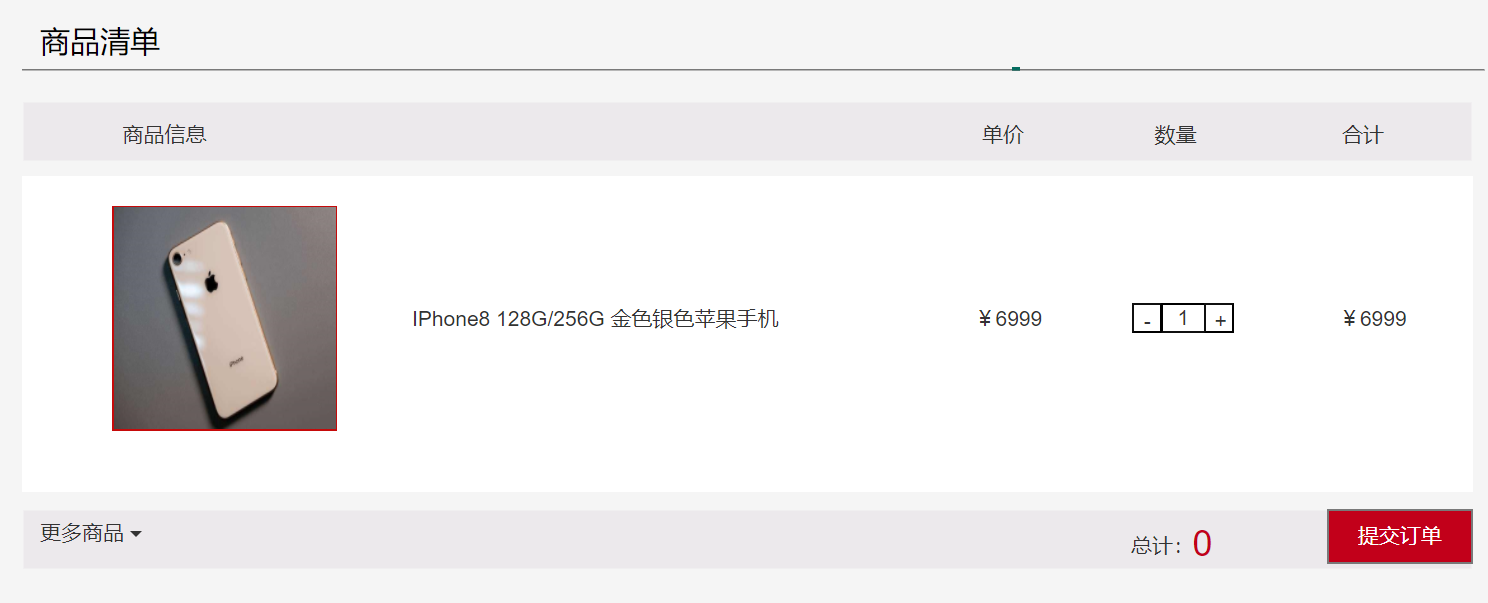 商品清单
商品信息 单价 数量 合计
IPhone8 128G/256G 金色银色苹果手机 ¥ 6999 - 1 + ¥ 6999
iPhone
更多商品 总计：0 提交订单